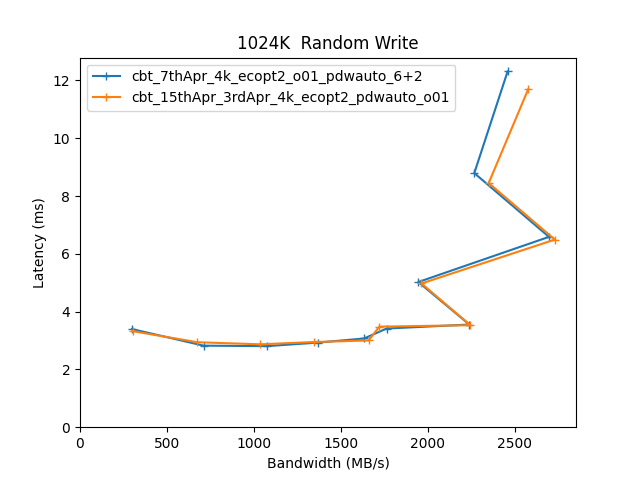 1024K  Random Write
cbt_7thApr_4k_ecopt2_o01_pdwauto_6+2
cbt_15thApr_3rdApr_4k_ecopt2_pdwauto_o01
12
10
8
6
4
2
0
Latency (ms)
0 500 1000 1500 2000 2500
Bandwidth (MB/s)